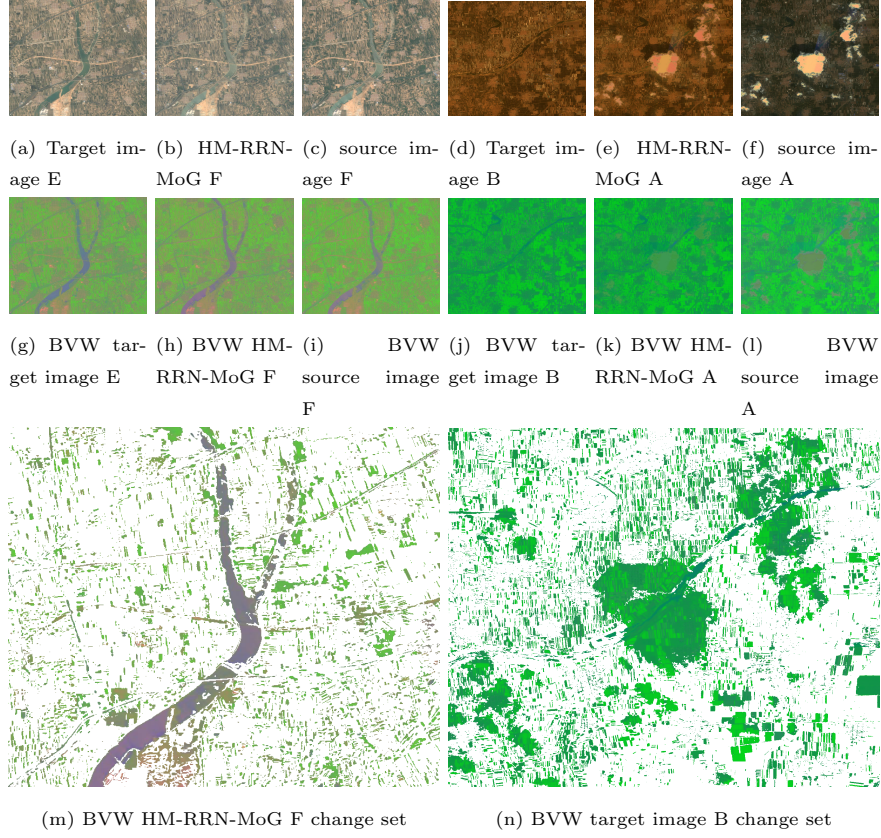 (a) Target im-
age E
(b) HM-RRN-
MoG F
(c) source im-
age F
(d) Target im-
age B
(e) HM-RRN-
MoG A
(f) source im-
age A
(g) BVW tar-
get image E
(h) BVW HM-
RRN-MoG F
(i) BVW
source image
F
(j) BVW tar-
get image B
(k) BVW HM-
RRN-MoG A
(l) BVW
source image
A
(m) BVW HM-RRN-MoG F change set
(n) BVW target image B change set